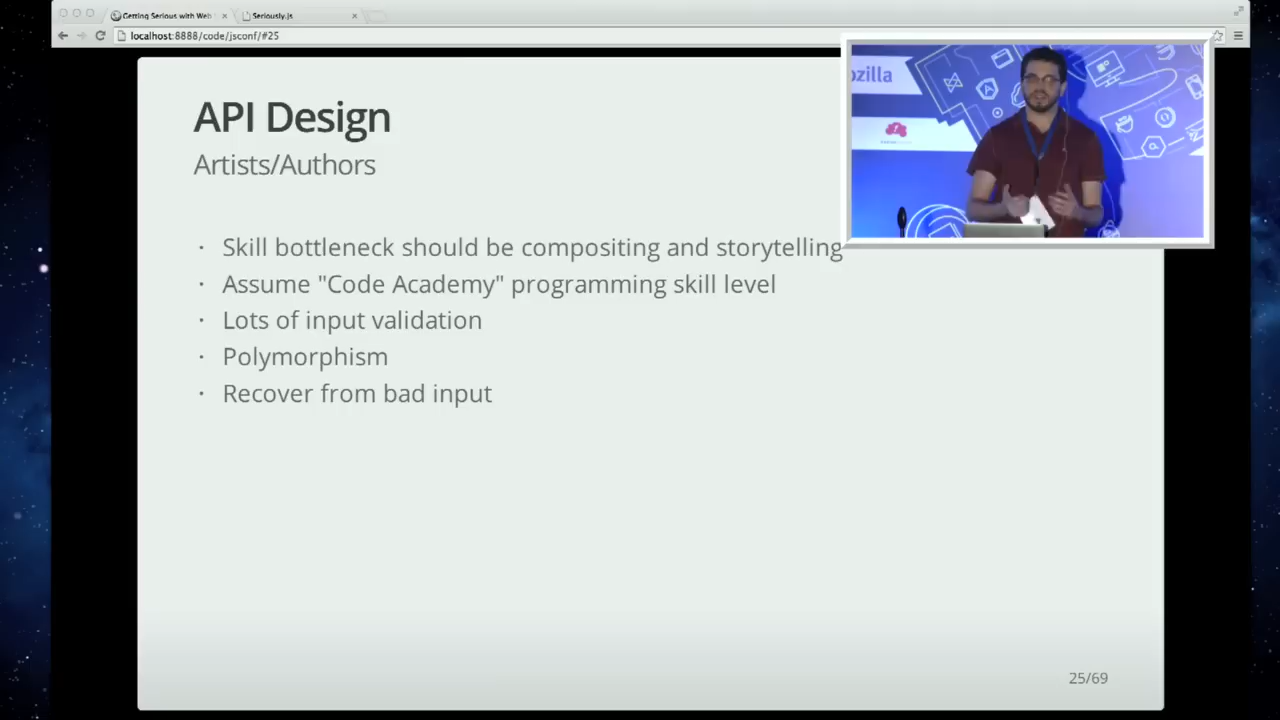 Getting Serious with Web
Seriously.js
localhost:8888/code/jsconf/#25
ozilla
API Design
Artists/Authors
· Skill bottleneck should be compositing and storytelling
· Assume "Code Academy" programming skill level
· Lots of input validation
· Polymorphism
· Recover from bad input
25/69